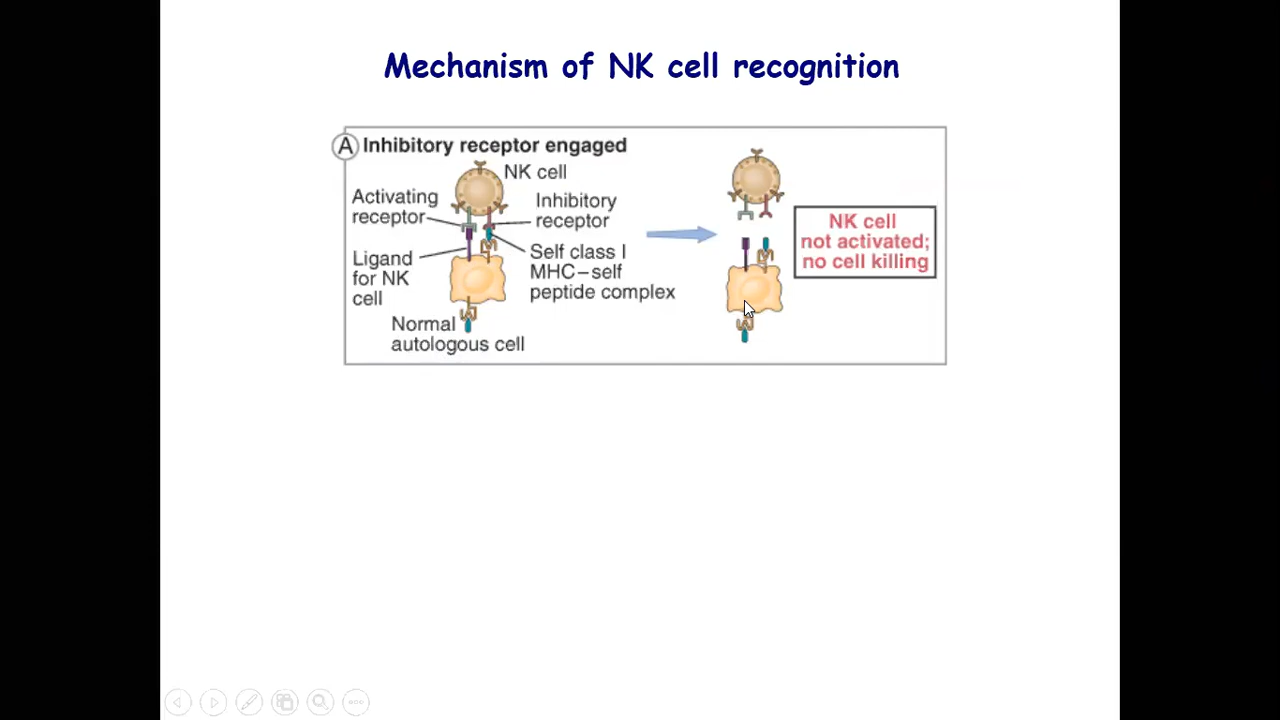 Mechanism of NK cell recognition
A Inhibitory receptor engaged
NK cell
Activating
receptor
Inhibitory
receptor
Ligand
for NK
cell
Self class I
MHC–self
peptide complex
Normal
autologous cell
NK cell
not activated;
no cell killing